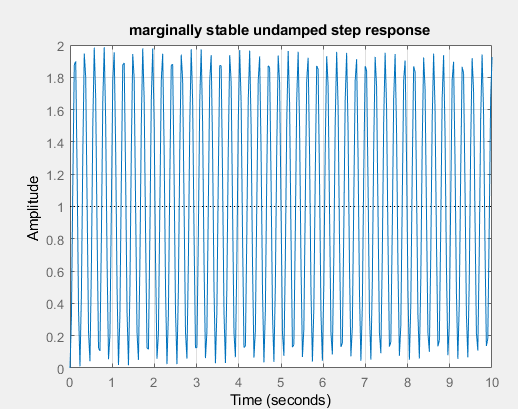 marginally stable undamped step response
2
1.8
1.6
1.4
1.2
1
0.8
0.6
0.4
0.2
0
Amplitude
0 1 2 3 4 5 6 7 8 9 10
Time (seconds)